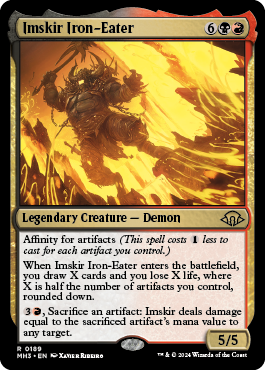 Imskir Iron-Eater 6
Legendary Creature — Demon
Affinity for artifacts (This spell costs 1 less to
cast for each artifact you control.)
When Imskir Iron-Eater enters the battlefield,
you draw X cards and you lose X life, where
X is half the number of artifacts you control,
rounded down.
3, Sacrifice an artifact: Imskir deals damage
equal to the sacrificed artifact's mana value to
any target.
5/5
R 0189
MH3 • EN Xavier Ribeiro
™ & © 2024 Wizards of the Coast